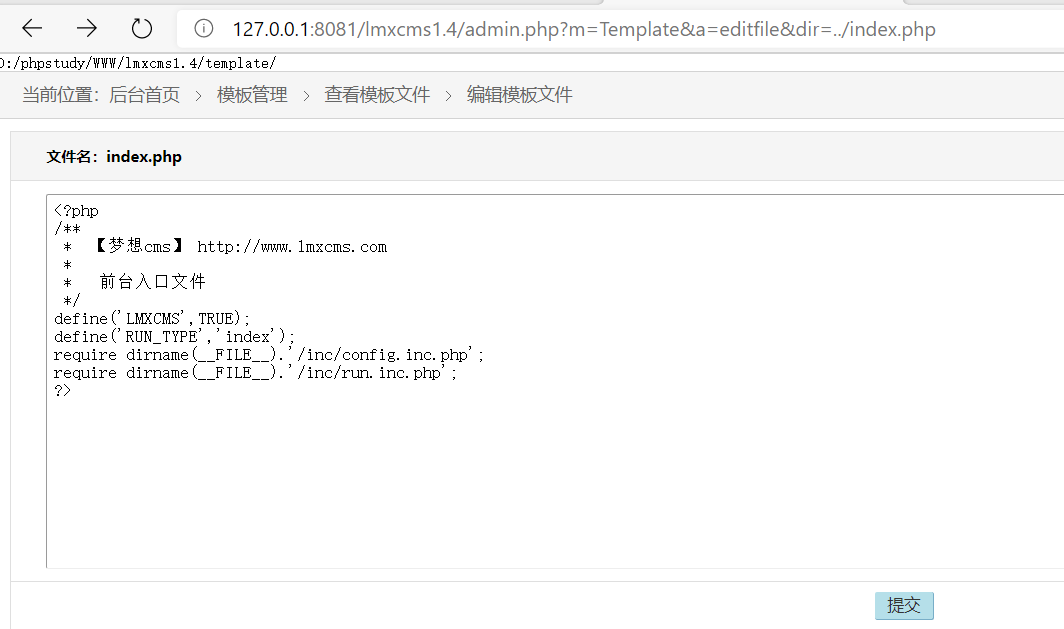 127.0.0.1:8081/lmxcms1.4/admin.php?m=Template&a=editfile&dir=../index.php
D:/phpstudy/WWW/lmxcms1.4/template/
当前位置：后台首页 > 模板管理 > 查看模板文件 > 编辑模板文件
文件名：index.php
<?php
/**
 *  【梦想cms】 http://www.lmxcms.com
 *
 *   前台入口文件
 */
define('LMXCMS',TRUE);
define('RUN_TYPE','index');
require dirname(__FILE__).'/inc/config.inc.php';
require dirname(__FILE__).'/inc/run.inc.php';
?>
提交